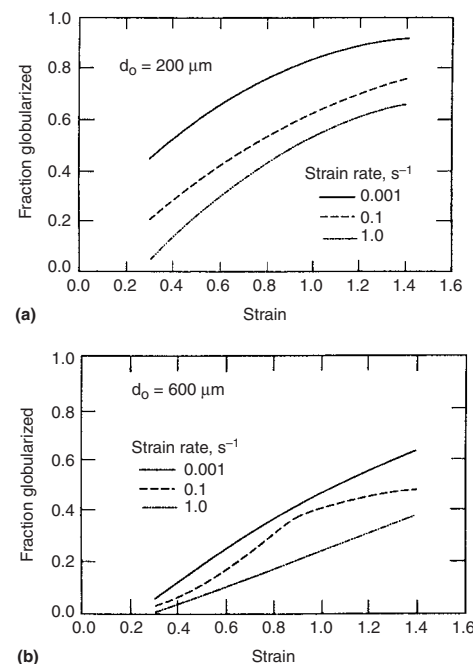 1.0
d₀ = 200 μm
0.8
0.6
0.4
0.2
0.0
Fraction globularized
Strain rate, s⁻¹
0.001
0.1
1.0
0.0 0.2 0.4 0.6 0.8 1.0 1.2 1.4 1.6
(a) Strain
1.0
d₀ = 600 μm
0.8
0.6
0.4
0.2
0.0
Fraction globularized
Strain rate, s⁻¹
0.001
0.1
1.0
0.0 0.2 0.4 0.6 0.8 1.0 1.2 1.4 1.6
(b) Strain